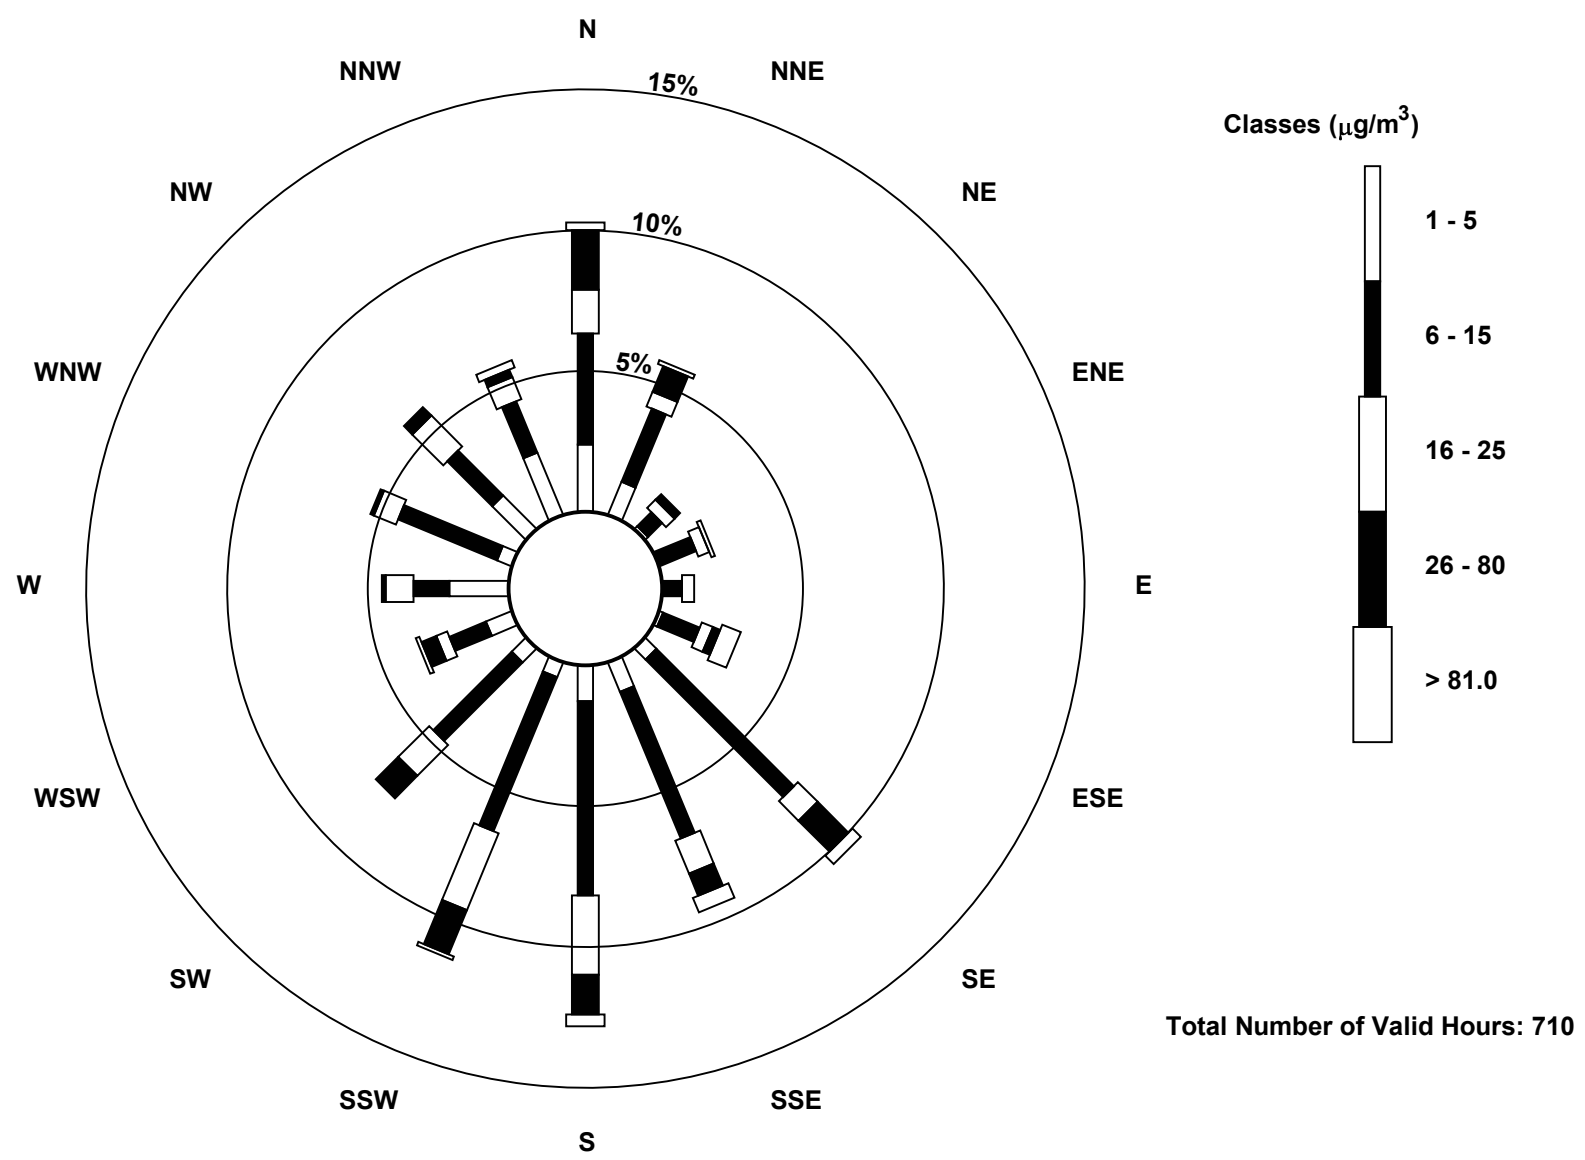 N
NNW
NNE
15%
Classes (μg/m³)
NW
NE
10%
1 - 5
6 - 15
5%
WNW
ENE
16 - 25
26 - 80
W
E
> 81.0
WSW
ESE
SW
SE
Total Number of Valid Hours: 710
SSW
SSE
S